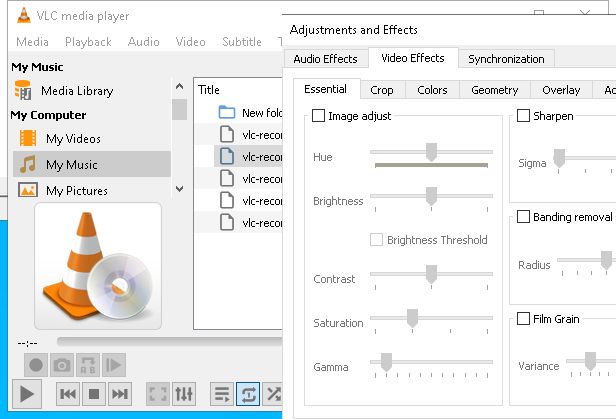 VLC media player
Media Playback Audio Video Subtitle
My Music
Media Library
My Computer
My Videos
My Music
My Pictures
Title
New fold
vlc-recor
vlc-recor
vlc-recor
vlc-recor
vlc-recor
--:--
Adjustments and Effects
Audio Effects Video Effects Synchronization
Essential Crop Colors Geometry Overlay
Image adjust
Hue
Brightness
Brightness Threshold
Contrast
Saturation
Gamma
Sharpen
Sigma
Banding removal
Radius
Film Grain
Variance